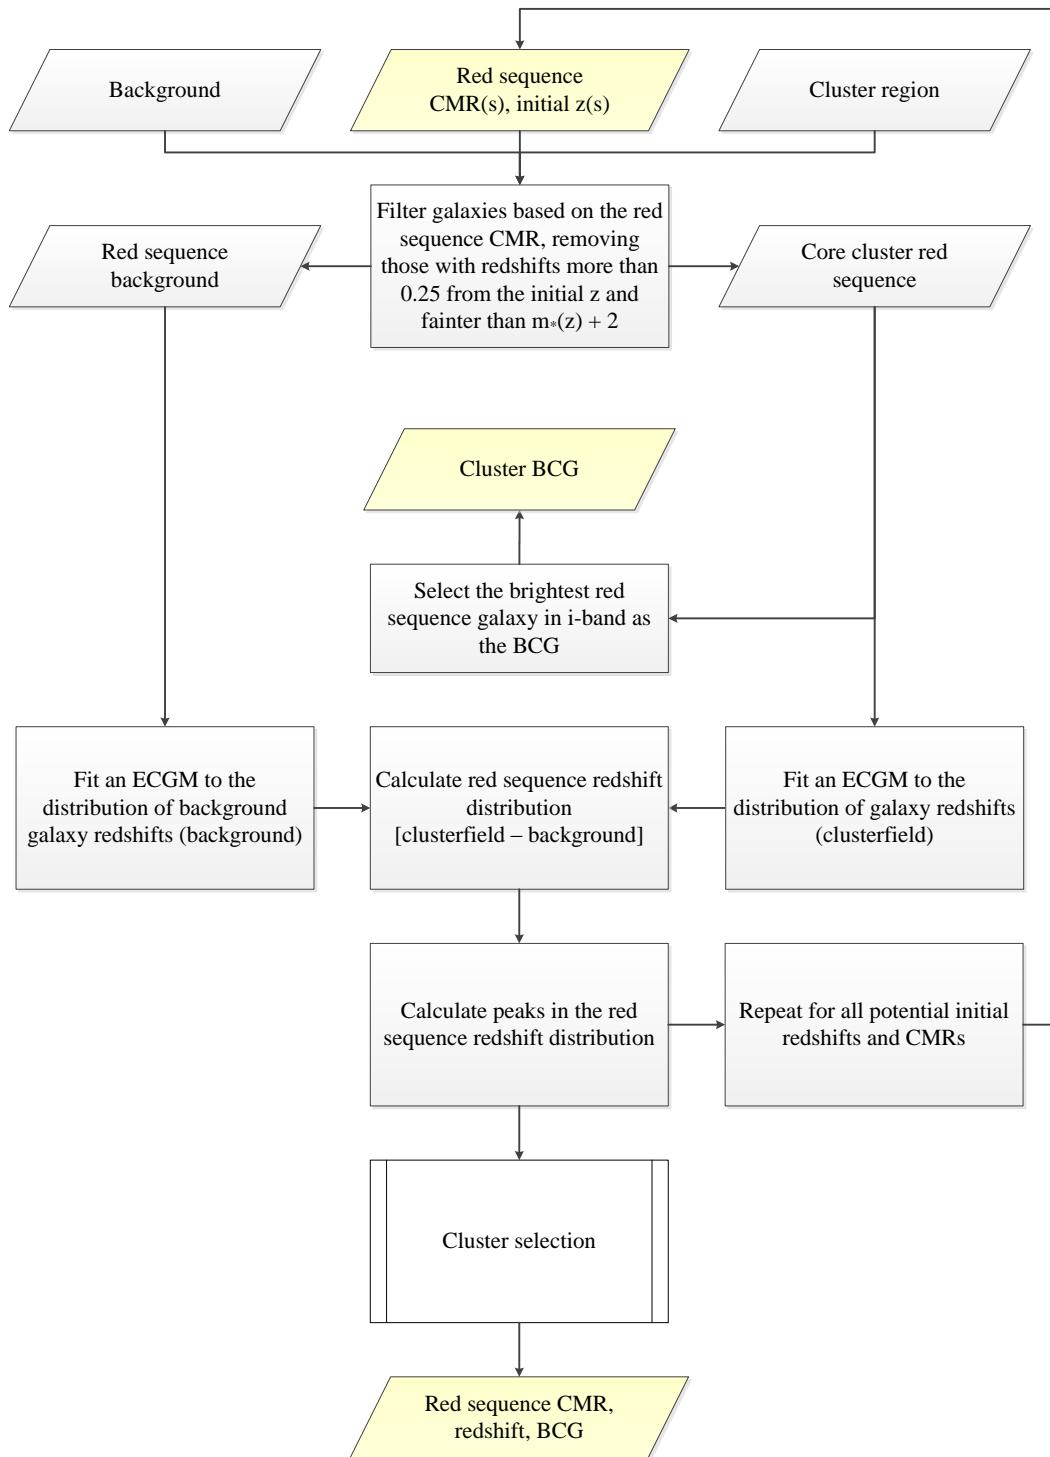 Background
Red sequence
CMR(s), initial z(s)
Cluster region
Filter galaxies based on the red
sequence CMR, removing
those with redshifts more than
0.25 from the initial z and
fainter than m*(z) + 2
Red sequence
background
Core cluster red
sequence
Cluster BCG
Select the brightest red
sequence galaxy in i-band as
the BCG
Fit an ECGM to the
distribution of background
galaxy redshifts (background)
Calculate red sequence redshift
distribution
[clusterfield – background]
Fit an ECGM to the
distribution of galaxy redshifts
(clusterfield)
Calculate peaks in the red
sequence redshift distribution
Repeat for all potential initial
redshifts and CMRs
Cluster selection
Red sequence CMR,
redshift, BCG